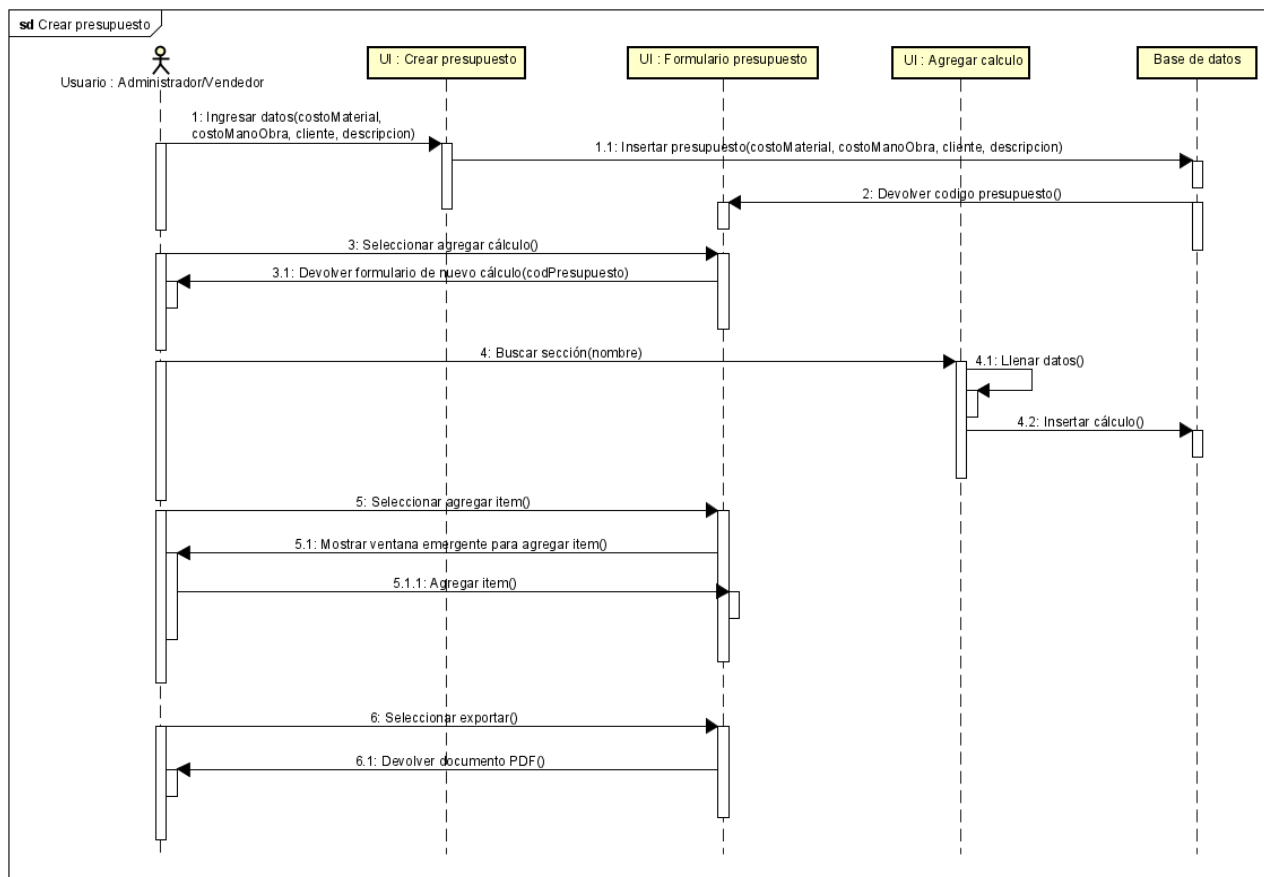 sd Crear presupuesto
Usuario : Administrador/Vendedor
UI : Crear presupuesto
UI : Formulario presupuesto
UI : Agregar calculo
Base de datos
1: Ingresar datos(costoMaterial,
costoManoObra, cliente, descripcion)
1.1: Insertar presupuesto(costoMaterial, costoManoObra, cliente, descripcion)
2: Devolver codigo presupuesto()
3: Seleccionar agregar cálculo()
3.1: Devolver formulario de nuevo cálculo(codPresupuesto)
4: Buscar sección(nombre)
4.1: Llenar datos()
4.2: Insertar cálculo()
5: Seleccionar agregar item()
5.1: Mostrar ventana emergente para agregar item()
5.1.1: Agregar item()
6: Seleccionar exportar()
6.1: Devolver documento PDF()